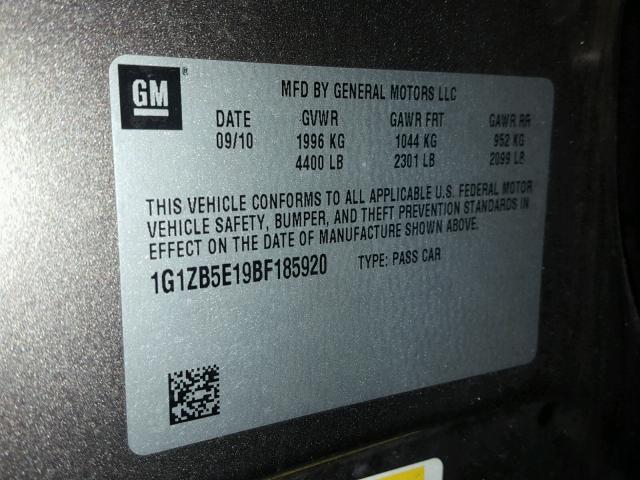 GM ®
MFD BY GENERAL MOTORS LLC
DATE GVWR GAWR FRT GAWR RR
09/10 1996 KG 1044 KG 952 KG
4400 LB 2301 LB 2099 LB
THIS VEHICLE CONFORMS TO ALL APPLICABLE U.S. FEDERAL MOTOR
VEHICLE SAFETY, BUMPER, AND THEFT PREVENTION STANDARDS IN
EFFECT ON THE DATE OF MANUFACTURE SHOWN ABOVE.
1G1ZB5E19BF185920 TYPE: PASS CAR